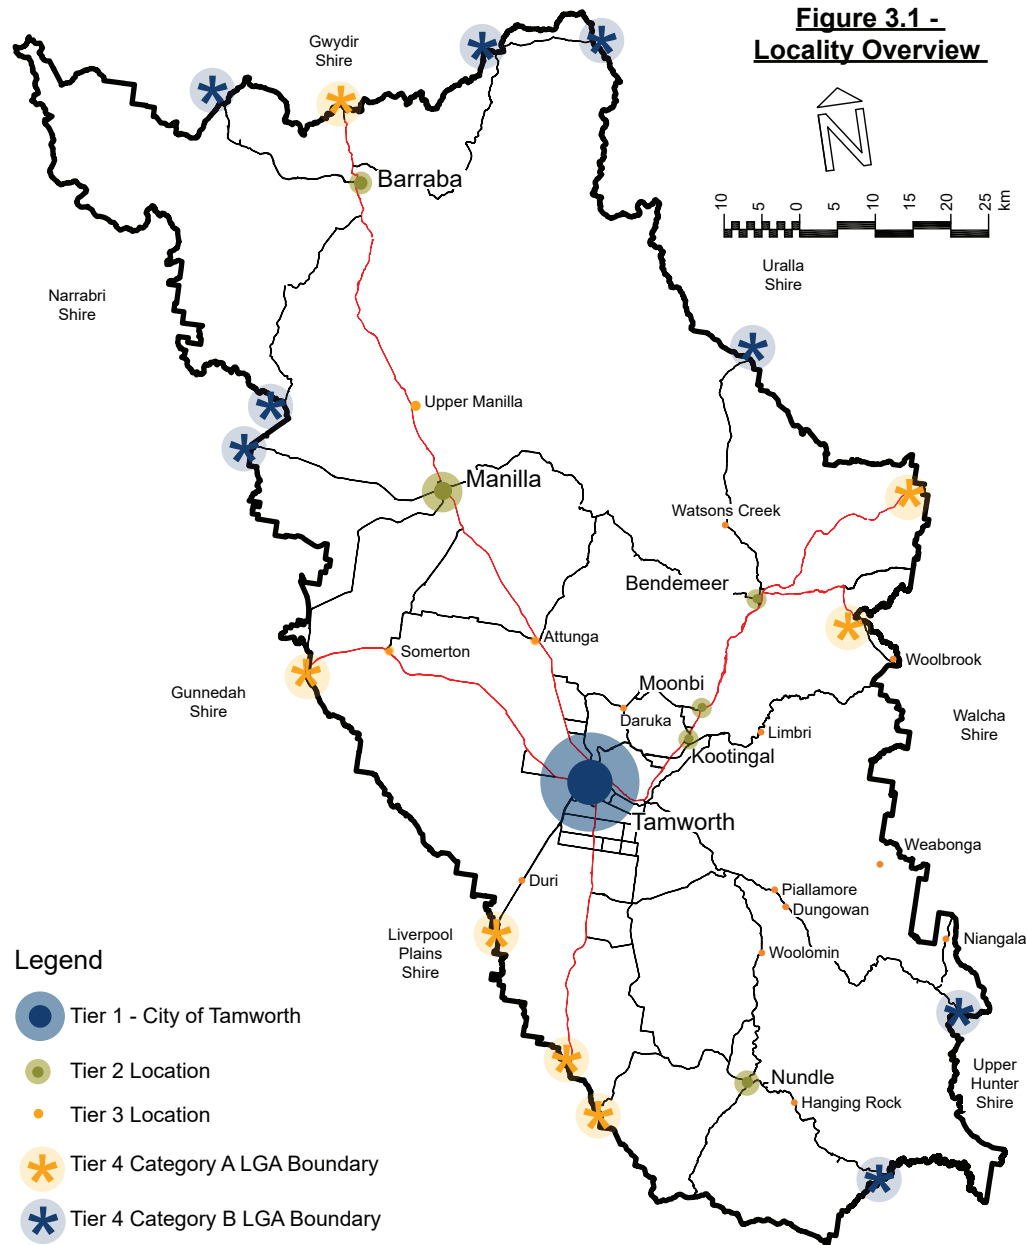 Figure 3.1 -
Locality Overview
N
10 5 0 5 10 15 20 25
km
Gwydir
Shire
Barraba
Uralla
Shire
Narrabri
Shire
Upper Manilla
Manilla
Watsons Creek
Bendemeer
Attunga
Somerton
Woolbrook
Gunnedah
Shire
Moonbi
Daruka
Limbri
Walcha
Shire
Kootingal
Tamworth
Weabonga
Duri
Piallamore
Dungowan
Liverpool
Plains
Shire
Woolomin
Niangala
Nundle
Hanging Rock
Upper
Hunter
Shire
Legend
Tier 1 - City of Tamworth
Tier 2 Location
Tier 3 Location
Tier 4 Category A LGA Boundary
Tier 4 Category B LGA Boundary